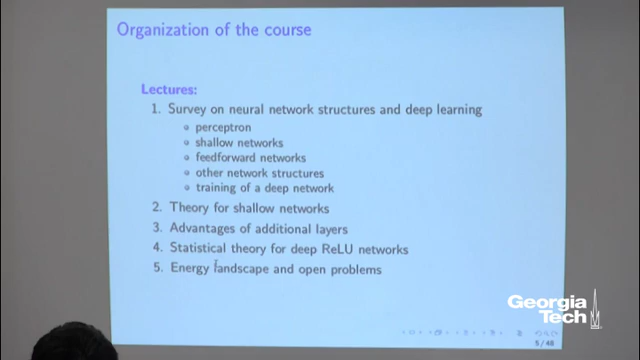 Organization of the course
Lectures:
1. Survey on neural network structures and deep learning
perceptron
shallow networks
feedforward networks
other network structures
training of a deep network
2. Theory for shallow networks
3. Advantages of additional layers
4. Statistical theory for deep ReLU networks
5. Energy landscape and open problems
Georgia
Tech
5 / 48